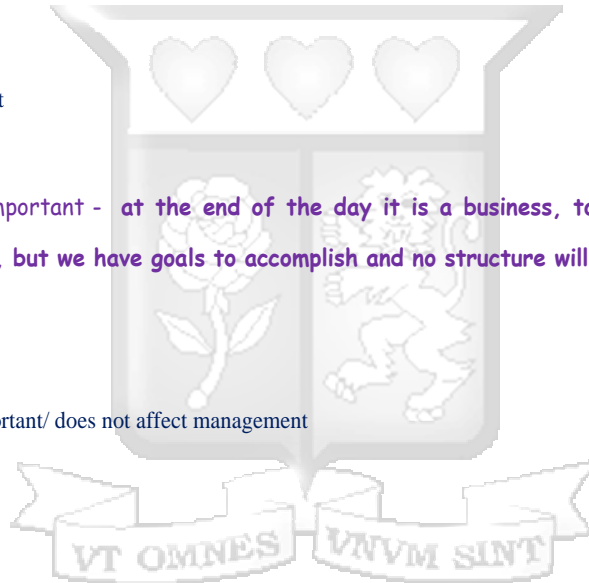 t
mportant - at the end of the day it is a business, to
, but we have goals to accomplish and no structure will
rtant/ does not affect management
VT OMNES VNVM SINT